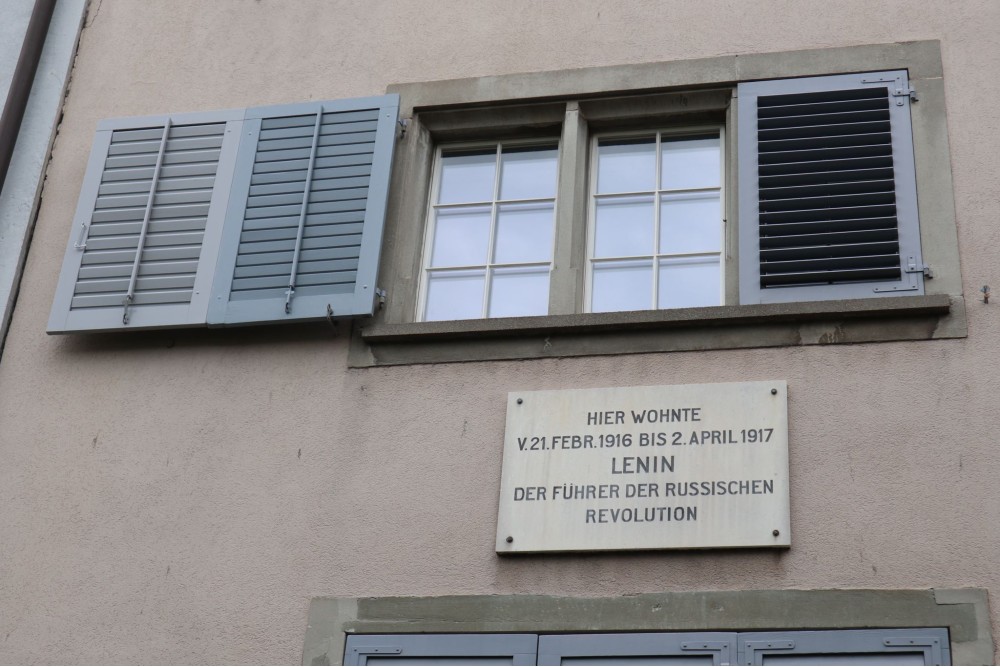 HIER WOHNTE
V. 21. FEBR. 1916 BIS 2. APRIL 1917
LENIN
DER FÜHRER DER RUSSISCHEN
REVOLUTION